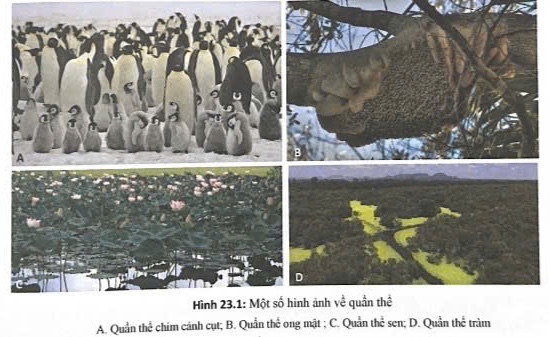 A
B
C
D
Hình 23.1: Một số hình ảnh về quần thể
A. Quần thể chim cánh cụt; B. Quần thể ong mật ; C. Quần thể sen; D. Quần thể tràm